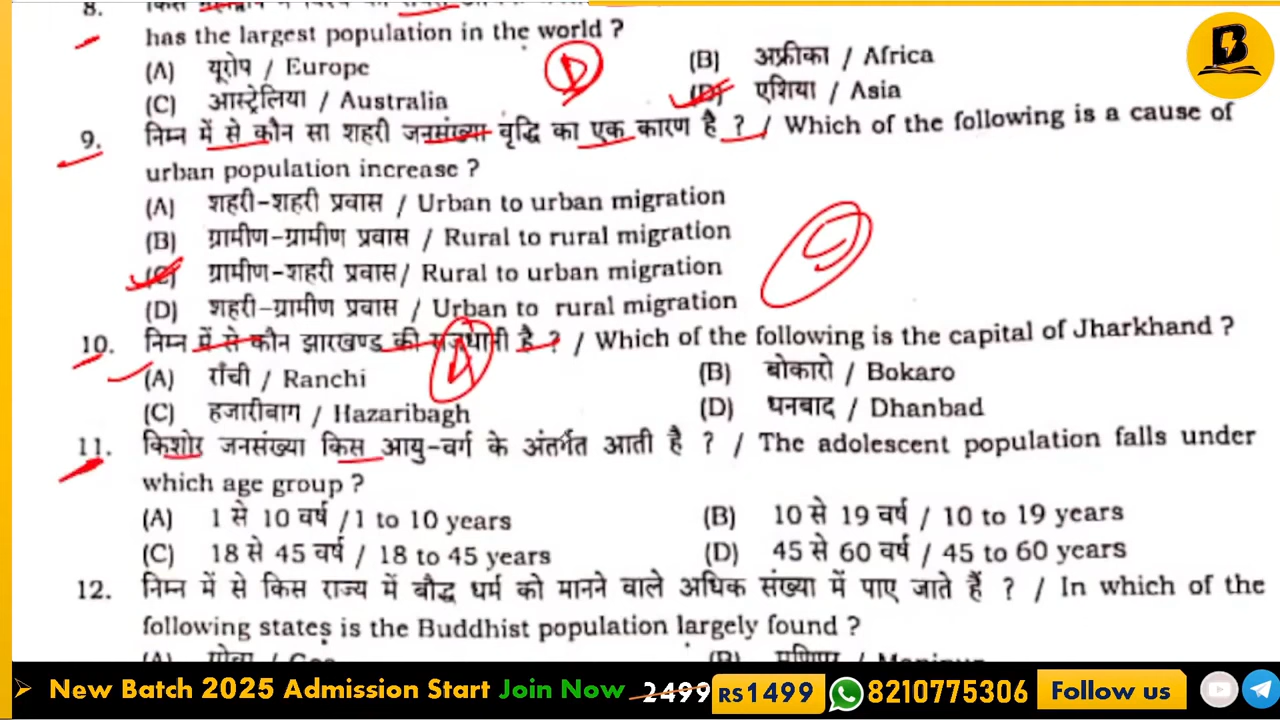 8.
has the largest population in the world ?
(A) यूरोप / Europe (B) अफ्रीका / Africa
(C) आस्ट्रेलिया / Australia (D) एशिया / Asia
D
9. निम्न में से कौन सा शहरी जनसंख्या वृद्धि का एक कारण है ? / Which of the following is a cause of
urban population increase ?
(A) शहरी-शहरी प्रवास / Urban to urban migration
(B) ग्रामीण-ग्रामीण प्रवास / Rural to rural migration
(C) ग्रामीण-शहरी प्रवास/ Rural to urban migration
(D) शहरी-ग्रामीण प्रवास / Urban to rural migration
10. निम्न में से कौन झारखण्ड की राजधानी है ? / Which of the following is the capital of Jharkhand ?
A
(A) राँची / Ranchi (B) बोकारो / Bokaro
(C) हजारीबाग / Hazaribagh (D) धनबाद / Dhanbad
11. किशोर जनसंख्या किस आयु-वर्ग के अंतर्गत आती है ? / The adolescent population falls under
which age group ?
(A) 1 से 10 वर्ष /1 to 10 years (B) 10 से 19 वर्ष / 10 to 19 years
(C) 18 से 45 वर्ष / 18 to 45 years (D) 45 से 60 वर्ष / 45 to 60 years
12. निम्न में से किस राज्य में बौद्ध धर्म को मानने वाले अधिक संख्या में पाए जाते हैं ? / In which of the
following states is the Buddhist population largely found ?
New Batch 2025 Admission Start Join Now 2499 RS1499 8210775306 Follow us